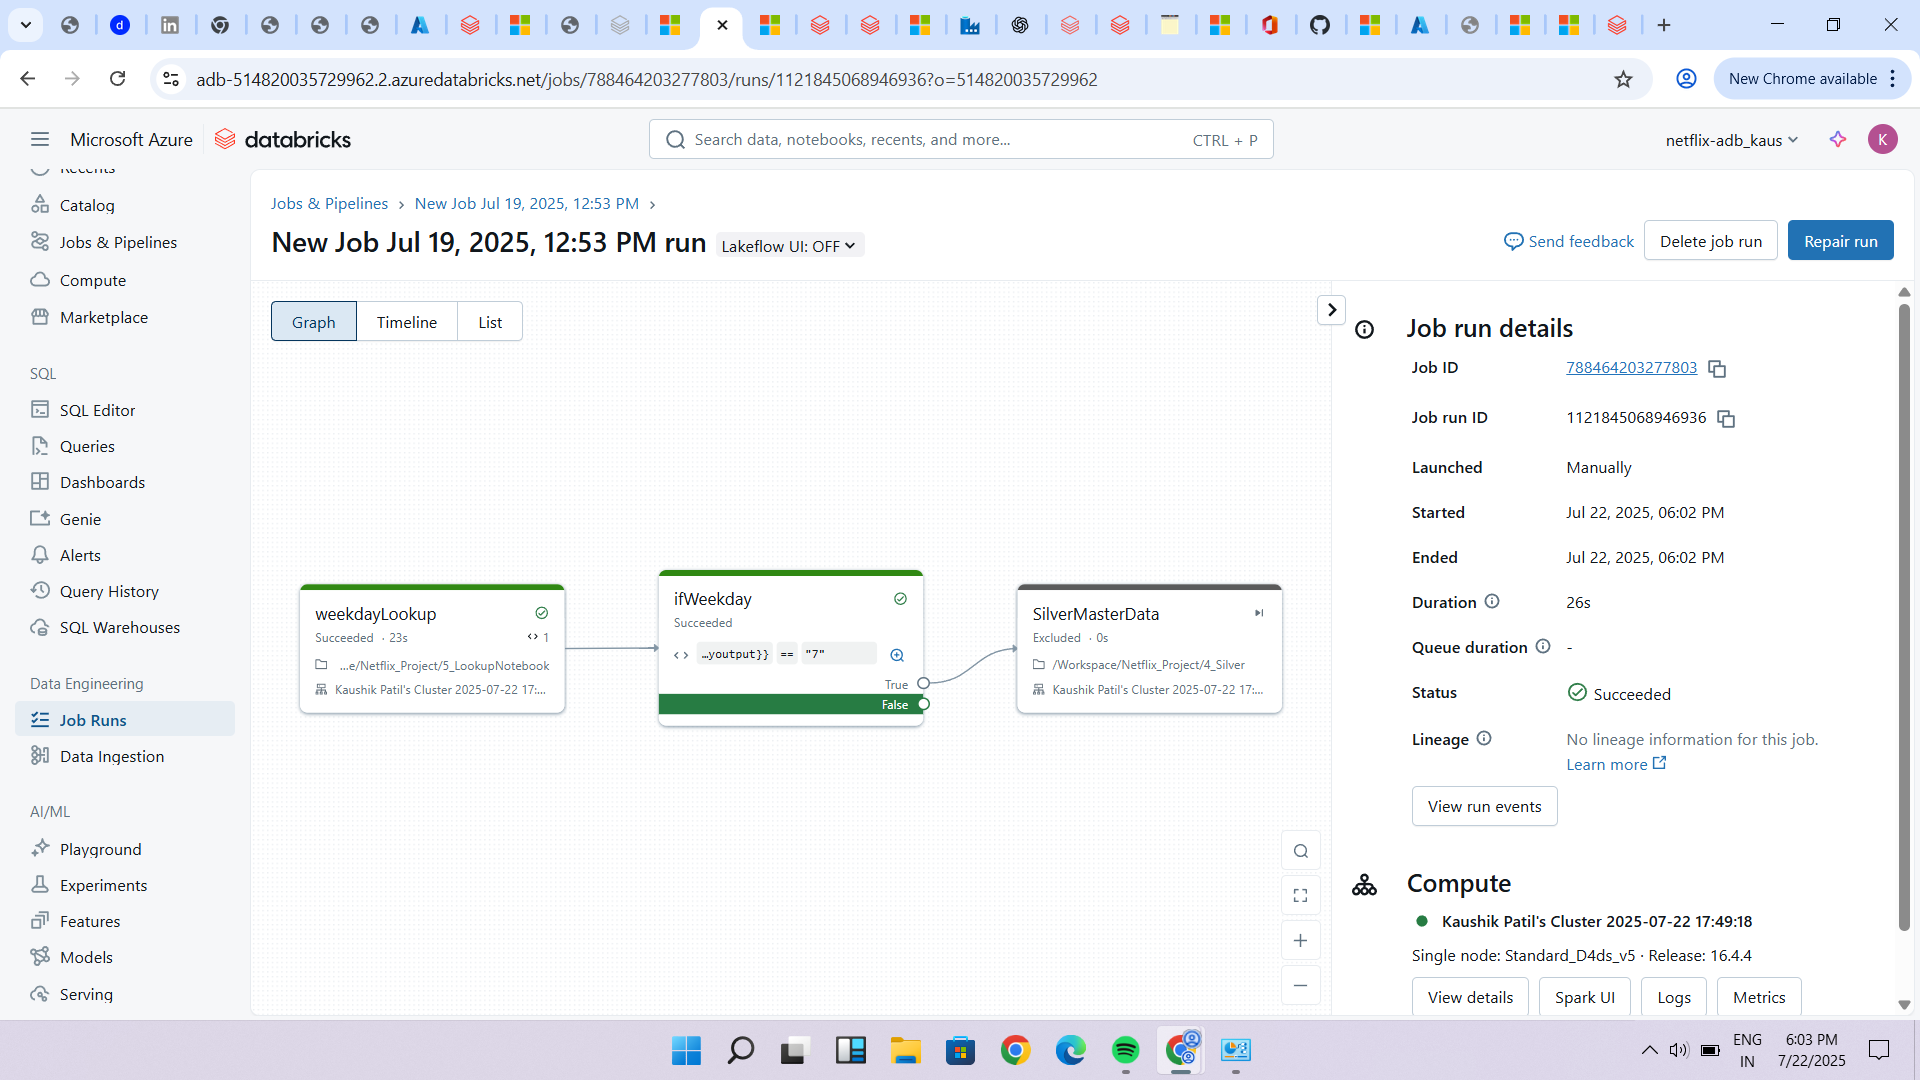 adb-514820035729962.2.azuredatabricks.net/jobs/788464203277803/runs/1121845068946936?o=514820035729962
New Chrome available
Microsoft Azure
databricks
Search data, notebooks, recents, and more...
CTRL + P
netflix-adb_kaus
K
Recents
Catalog
Jobs & Pipelines
Compute
Marketplace
SQL
SQL Editor
Queries
Dashboards
Genie
Alerts
Query History
SQL Warehouses
Data Engineering
Job Runs
Data Ingestion
AI/ML
Playground
Experiments
Features
Models
Serving
Jobs & Pipelines > New Job Jul 19, 2025, 12:53 PM >
New Job Jul 19, 2025, 12:53 PM run
Lakeflow UI: OFF
Send feedback
Delete job run
Repair run
Graph
Timeline
List
weekdayLookup
Succeeded · 23s
<> 1
...e/Netflix_Project/5_LookupNotebook
Kaushik Patil's Cluster 2025-07-22 17:...
ifWeekday
Succeeded
<> …youtput}} == "7"
True
False
SilverMasterData
Excluded · 0s
/Workspace/Netflix_Project/4_Silver
Kaushik Patil's Cluster 2025-07-22 17:...
Job run details
Job ID
788464203277803
Job run ID
1121845068946936
Launched
Manually
Started
Jul 22, 2025, 06:02 PM
Ended
Jul 22, 2025, 06:02 PM
Duration
26s
Queue duration
-
Status
Succeeded
Lineage
No lineage information for this job.
Learn more
View run events
Compute
Kaushik Patil's Cluster 2025-07-22 17:49:18
Single node: Standard_D4ds_v5 · Release: 16.4.4
View details
Spark UI
Logs
Metrics
ENG
IN
6:03 PM
7/22/2025